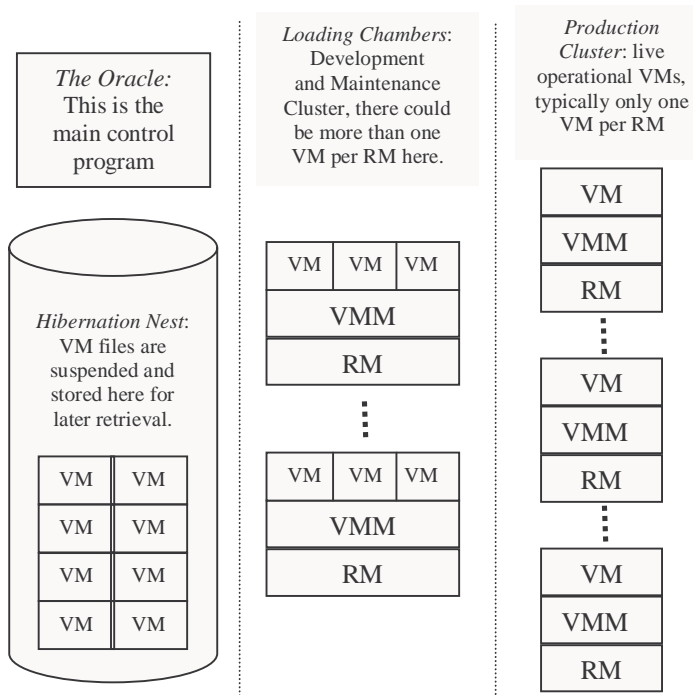 The Oracle:
This is the
main control
program
Hibernation Nest:
VM files are
suspended and
stored here for
later retrieval.
VM VM
VM VM
VM VM
VM VM
Loading Chambers:
Development
and Maintenance
Cluster, there could
be more than one
VM per RM here.
VM VM VM
VMM
RM
VM VM VM
VMM
RM
Production
Cluster: live
operational VMs,
typically only one
VM per RM
VM
VMM
RM
VM
VMM
RM
VM
VMM
RM